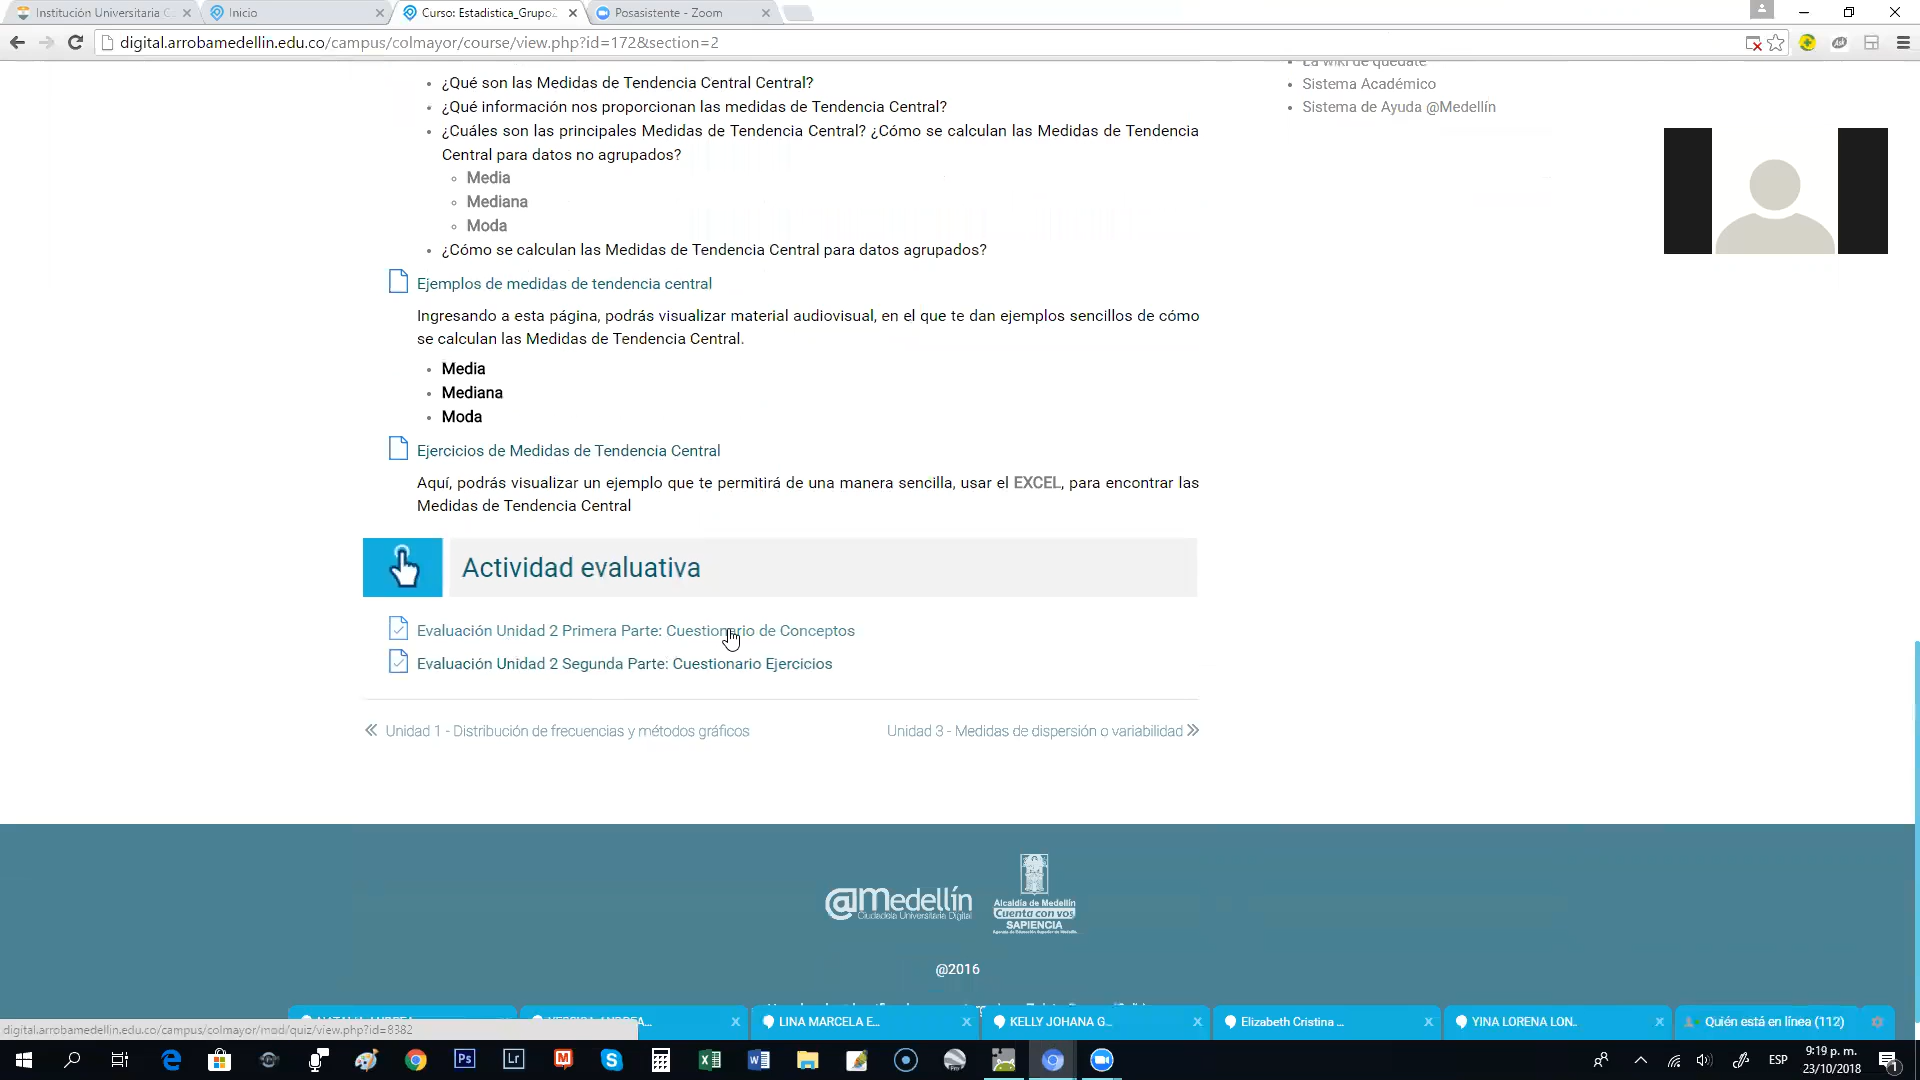 Institución Universitaria C
Inicio
Curso: Estadistica_Grupo2
Posasistente - Zoom
digital.arrobamedellin.edu.co/campus/colmayor/course/view.php?id=172&section=2
La wiki de quedate
Sistema Académico
Sistema de Ayuda @Medellín
¿Qué son las Medidas de Tendencia Central Central?
¿Qué información nos proporcionan las medidas de Tendencia Central?
¿Cuáles son las principales Medidas de Tendencia Central? ¿Cómo se calculan las Medidas de Tendencia
Central para datos no agrupados?
Media
Mediana
Moda
¿Cómo se calculan las Medidas de Tendencia Central para datos agrupados?
Ejemplos de medidas de tendencia central
Ingresando a esta página, podrás visualizar material audiovisual, en el que te dan ejemplos sencillos de cómo
se calculan las Medidas de Tendencia Central.
Media
Mediana
Moda
Ejercicios de Medidas de Tendencia Central
Aquí, podrás visualizar un ejemplo que te permitirá de una manera sencilla, usar el EXCEL, para encontrar las
Medidas de Tendencia Central
Actividad evaluativa
Evaluación Unidad 2 Primera Parte: Cuestionario de Conceptos
Evaluación Unidad 2 Segunda Parte: Cuestionario Ejercicios
Unidad 1 - Distribución de frecuencias y métodos gráficos
Unidad 3 - Medidas de dispersión o variabilidad
@Medellín
Ciudadela Universitaria Digital
Alcaldía de Medellín
Cuenta con vos
SAPIENCIA
@2016
LINA MARCELA E...
KELLY JOHANA G...
Elizabeth Cristina ...
YINA LORENA LON..
Quién está en línea (112)
digital.arrobamedellin.edu.co/campus/colmayor/mod/quiz/view.php?id=8382
ESP
9:19 p. m.
23/10/2018